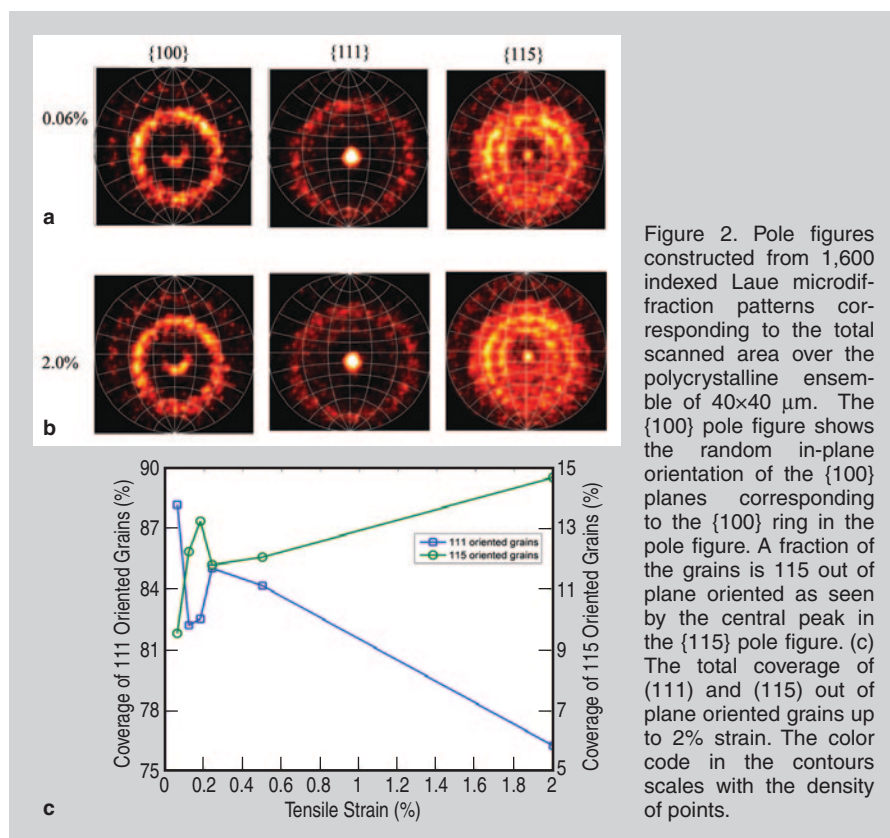 {100} {111} {115}
0.06%
a
2.0%
b
90 15
87 13
84 11
81 9
78 7
75 5
Coverage of 111 Oriented Grains (%)
Coverage of 115 Oriented Grains (%)
111 oriented grains
115 oriented grains
0 0.2 0.4 0.6 0.8 1 1.2 1.4 1.6 1.8 2
Tensile Strain (%)
c
Figure 2. Pole figures
constructed from 1,600
indexed Laue microdif-
fraction patterns cor-
responding to the total
scanned area over the
polycrystalline ensem-
ble of 40×40 μm. The
{100} pole figure shows
the random in-plane
orientation of the {100}
planes corresponding
to the {100} ring in the
pole figure. A fraction of
the grains is 115 out of
plane oriented as seen
by the central peak in
the {115} pole figure. (c)
The total coverage of
(111) and (115) out of
plane oriented grains up
to 2% strain. The color
code in the contours
scales with the density
of points.